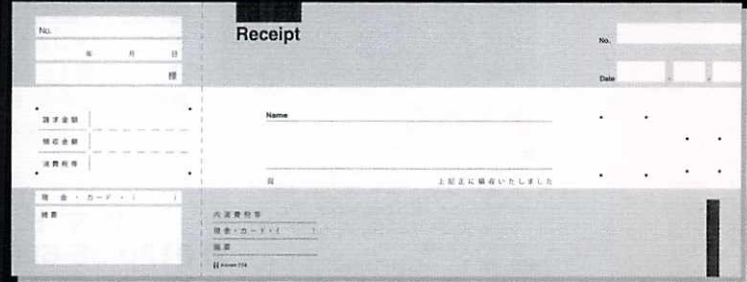 No.
年 月 日
様
請求金額
領収金額
消費税等
現 金 ・ カ ー ド ・ ( )
摘要
Receipt
No.
Date . .
Name
但 上記正に領収いたしました
内消費税等
現金・カード・( )
摘要